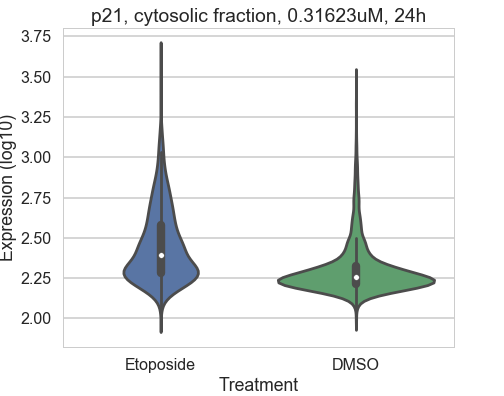 p21, cytosolic fraction, 0.31623uM, 24h
Expression (log10)
3.75
3.50
3.25
3.00
2.75
2.50
2.25
2.00
Etoposide
DMSO
Treatment